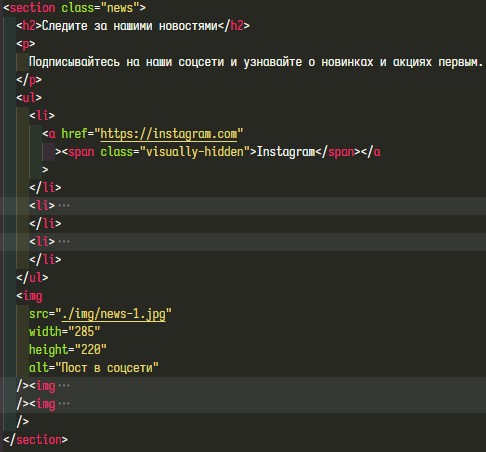 <section class="news">
<h2>Следите за нашими новостями</h2>
<p>
Подписывайтесь на наши соцсети и узнавайте о новинках и акциях первым.
</p>
<ul>
<li>
<a href="https://instagram.com"
><span class="visually-hidden">Instagram</span></a
>
</li>
<li>···
</li>
<li>···
</li>
</ul>
<img
src="./img/news-1.jpg"
width="285"
height="220"
alt="Пост в соцсети"
/><img···
/><img···
/>
</section>